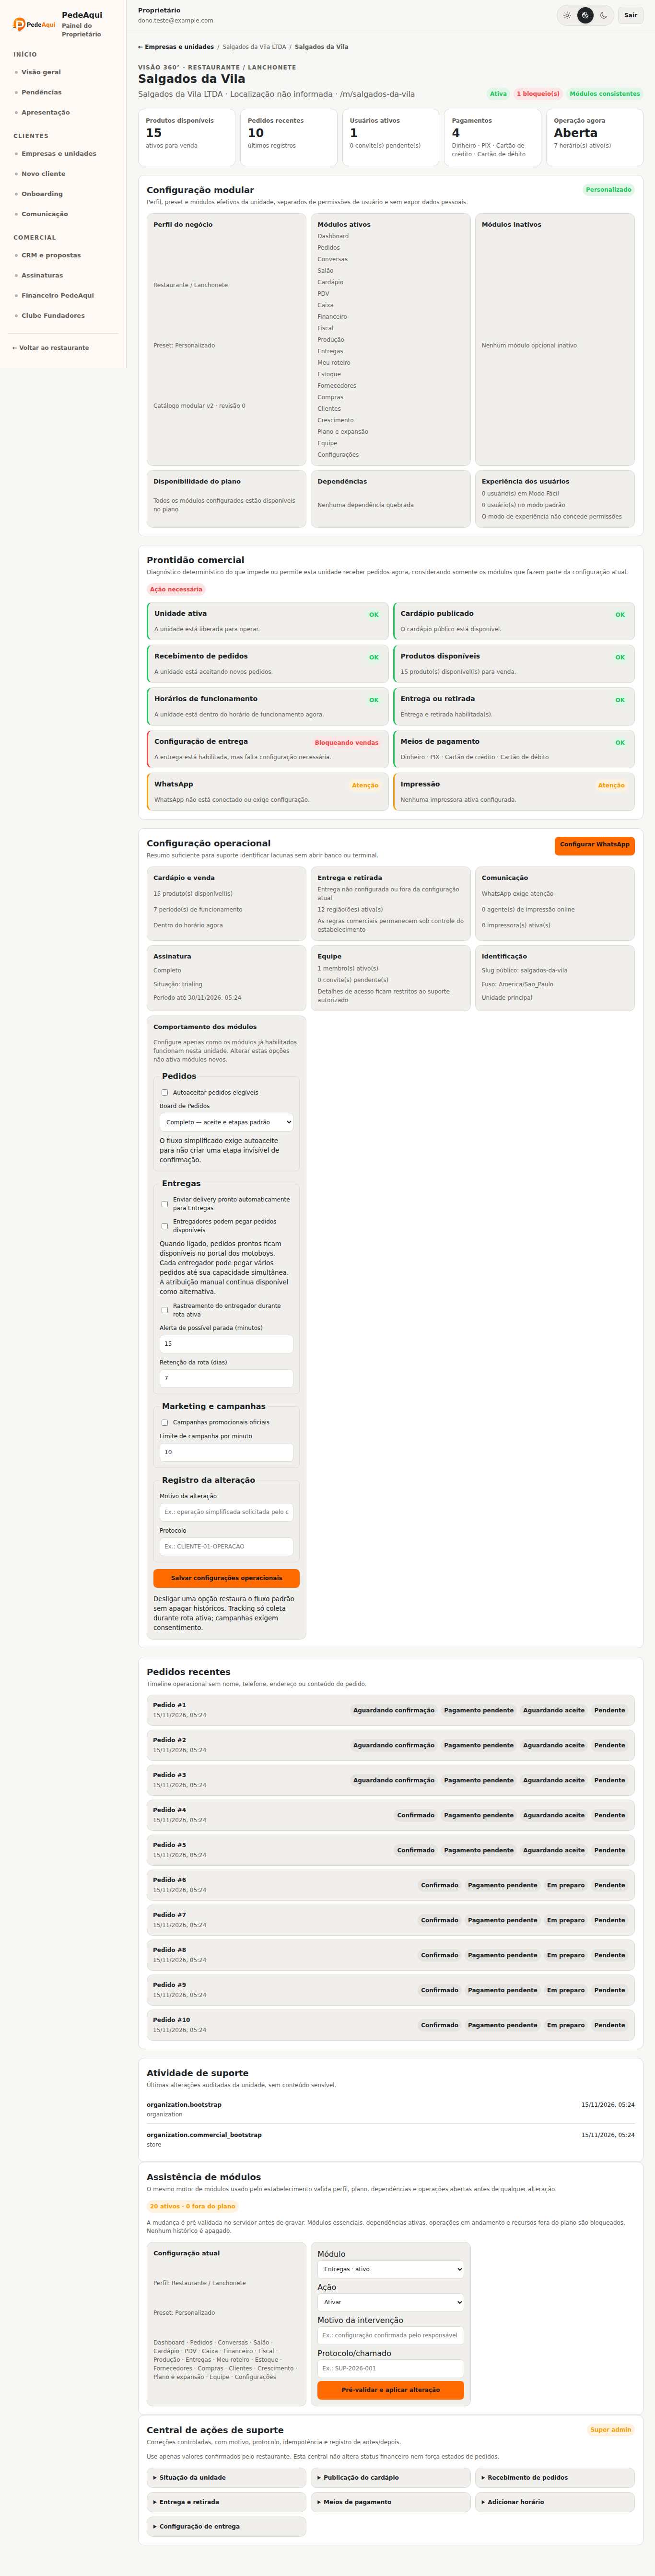 PedeAqui
PedeAqui
Painel do
Proprietário
INÍCIO
Visão geral
Pendências
Apresentação
CLIENTES
Empresas e unidades
Novo cliente
Onboarding
Comunicação
COMERCIAL
CRM e propostas
Assinaturas
Financeiro PedeAqui
Clube Fundadores
← Voltar ao restaurante
Proprietário
dono.teste@example.com
Sair
← Empresas e unidades / Salgados da Vila LTDA / Salgados da Vila
VISÃO 360° · RESTAURANTE / LANCHONETE
Salgados da Vila
Salgados da Vila LTDA · Localização não informada · /m/salgados-da-vila
Ativa
1 bloqueio(s)
Módulos consistentes
Produtos disponíveis
15
ativos para venda
Pedidos recentes
10
últimos registros
Usuários ativos
1
0 convite(s) pendente(s)
Pagamentos
4
Dinheiro · PIX · Cartão de
crédito · Cartão de débito
Operação agora
Aberta
7 horário(s) ativo(s)
Configuração modular
Personalizado
Perfil, preset e módulos efetivos da unidade, separados de permissões de usuário e sem expor dados pessoais.
Perfil do negócio
Restaurante / Lanchonete
Preset: Personalizado
Catálogo modular v2 · revisão 0
Módulos ativos
Dashboard
Pedidos
Conversas
Salão
Cardápio
PDV
Caixa
Financeiro
Fiscal
Produção
Entregas
Meu roteiro
Estoque
Fornecedores
Compras
Clientes
Crescimento
Plano e expansão
Equipe
Configurações
Módulos inativos
Nenhum módulo opcional inativo
Disponibilidade do plano
Todos os módulos configurados estão disponíveis
no plano
Dependências
Nenhuma dependência quebrada
Experiência dos usuários
0 usuário(s) em Modo Fácil
0 usuário(s) no modo padrão
O modo de experiência não concede permissões
Prontidão comercial
Diagnóstico determinístico do que impede ou permite esta unidade receber pedidos agora, considerando somente os módulos que fazem parte da configuração atual.
Ação necessária
Unidade ativa
OK
A unidade está liberada para operar.
Cardápio publicado
OK
O cardápio público está disponível.
Recebimento de pedidos
OK
A unidade está aceitando novos pedidos.
Produtos disponíveis
OK
15 produto(s) disponível(is) para venda.
Horários de funcionamento
OK
A unidade está dentro do horário de funcionamento agora.
Entrega ou retirada
OK
Entrega e retirada habilitada(s).
Configuração de entrega
Bloqueando vendas
A entrega está habilitada, mas falta configuração necessária.
Meios de pagamento
OK
Dinheiro · PIX · Cartão de crédito · Cartão de débito
WhatsApp
Atenção
WhatsApp não está conectado ou exige configuração.
Impressão
Atenção
Nenhuma impressora ativa configurada.
Configuração operacional
Configurar WhatsApp
Resumo suficiente para suporte identificar lacunas sem abrir banco ou terminal.
Cardápio e venda
15 produto(s) disponível(is)
7 período(s) de funcionamento
Dentro do horário agora
Entrega e retirada
Entrega não configurada ou fora da configuração
atual
12 região(ões) ativa(s)
As regras comerciais permanecem sob controle do
estabelecimento
Comunicação
WhatsApp exige atenção
0 agente(s) de impressão online
0 impressora(s) ativa(s)
Assinatura
Completo
Situação: trialing
Período até 30/11/2026, 05:24
Equipe
1 membro(s) ativo(s)
0 convite(s) pendente(s)
Detalhes de acesso ficam restritos ao suporte
autorizado
Identificação
Slug público: salgados-da-vila
Fuso: America/Sao_Paulo
Unidade principal
Comportamento dos módulos
Configure apenas como os módulos já habilitados
funcionam nesta unidade. Alterar estas opções
não ativa módulos novos.
Pedidos
Autoaceitar pedidos elegíveis
Board de Pedidos
Completo — aceite e etapas padrão
O fluxo simplificado exige autoaceite
para não criar uma etapa invisível de
confirmação.
Entregas
Enviar delivery pronto automaticamente
para Entregas
Entregadores podem pegar pedidos
disponíveis
Quando ligado, pedidos prontos ficam
disponíveis no portal dos motoboys.
Cada entregador pode pegar vários
pedidos até sua capacidade simultânea.
A atribuição manual continua disponível
como alternativa.
Rastreamento do entregador durante
rota ativa
Alerta de possível parada (minutos)
15
Retenção da rota (dias)
7
Marketing e campanhas
Campanhas promocionais oficiais
Limite de campanha por minuto
10
Registro da alteração
Motivo da alteração
Ex.: operação simplificada solicitada pelo c
Protocolo
Ex.: CLIENTE-01-OPERACAO
Salvar configurações operacionais
Desligar uma opção restaura o fluxo padrão
sem apagar históricos. Tracking só coleta
durante rota ativa; campanhas exigem
consentimento.
Pedidos recentes
Timeline operacional sem nome, telefone, endereço ou conteúdo do pedido.
Pedido #1
15/11/2026, 05:24
Aguardando confirmação Pagamento pendente Aguardando aceite Pendente
Pedido #2
15/11/2026, 05:24
Aguardando confirmação Pagamento pendente Aguardando aceite Pendente
Pedido #3
15/11/2026, 05:24
Aguardando confirmação Pagamento pendente Aguardando aceite Pendente
Pedido #4
15/11/2026, 05:24
Confirmado Pagamento pendente Aguardando aceite Pendente
Pedido #5
15/11/2026, 05:24
Confirmado Pagamento pendente Aguardando aceite Pendente
Pedido #6
15/11/2026, 05:24
Confirmado Pagamento pendente Em preparo Pendente
Pedido #7
15/11/2026, 05:24
Confirmado Pagamento pendente Em preparo Pendente
Pedido #8
15/11/2026, 05:24
Confirmado Pagamento pendente Em preparo Pendente
Pedido #9
15/11/2026, 05:24
Confirmado Pagamento pendente Em preparo Pendente
Pedido #10
15/11/2026, 05:24
Confirmado Pagamento pendente Em preparo Pendente
Atividade de suporte
Últimas alterações auditadas da unidade, sem conteúdo sensível.
organization.bootstrap
15/11/2026, 05:24
organization
organization.commercial_bootstrap
15/11/2026, 05:24
store
Assistência de módulos
O mesmo motor de módulos usado pelo estabelecimento valida perfil, plano, dependências e operações abertas antes de qualquer alteração.
20 ativos · 0 fora do plano
A mudança é pré-validada no servidor antes de gravar. Módulos essenciais, dependências ativas, operações em andamento e recursos fora do plano são bloqueados.
Nenhum histórico é apagado.
Configuração atual
Perfil: Restaurante / Lanchonete
Preset: Personalizado
Dashboard · Pedidos · Conversas · Salão ·
Cardápio · PDV · Caixa · Financeiro · Fiscal ·
Produção · Entregas · Meu roteiro · Estoque ·
Fornecedores · Compras · Clientes · Crescimento ·
Plano e expansão · Equipe · Configurações
Módulo
Entregas · ativo
Ação
Ativar
Motivo da intervenção
Ex.: configuração confirmada pelo responsável
Protocolo/chamado
Ex.: SUP-2026-001
Pré-validar e aplicar alteração
Central de ações de suporte
Super admin
Correções controladas, com motivo, protocolo, idempotência e registro de antes/depois.
Use apenas valores confirmados pelo restaurante. Esta central não altera status financeiro nem força estados de pedidos.
Situação da unidade
Publicação do cardápio
Recebimento de pedidos
Entrega e retirada
Meios de pagamento
Adicionar horário
Configuração de entrega